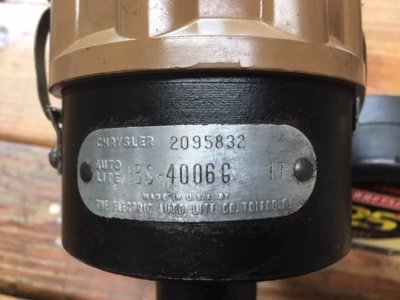 CHRYSLER 2095832
AUTO
LITE-IBS-4006G 1T
MADE IN U.S.A. BY
THE ELECTRIC AUTO-LITE CO. TOLEDO, O.